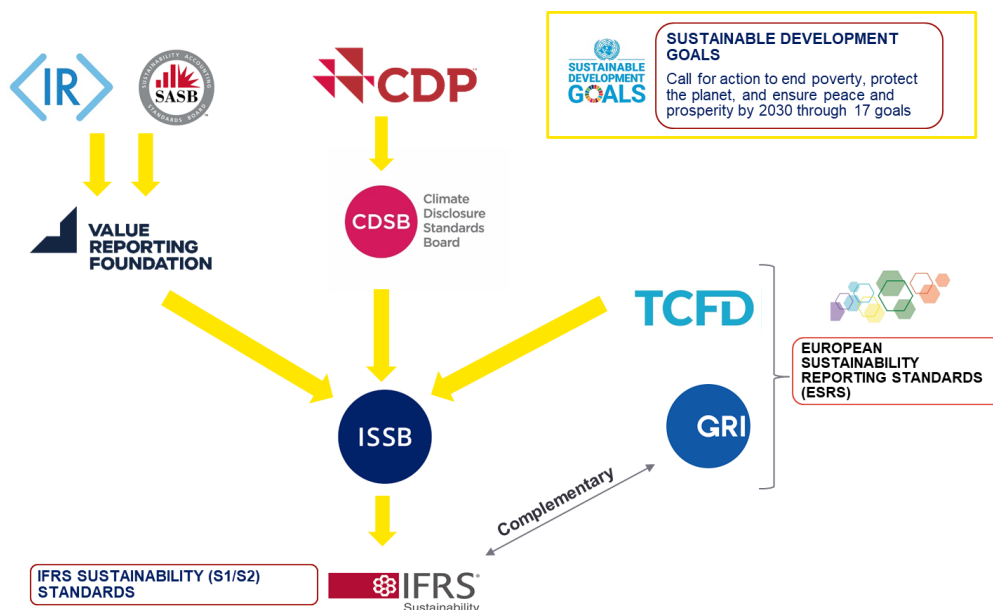 <IR>
SUSTAINABILITY ACCOUNTING
SASB
STANDARDS BOARD
CDP
SUSTAINABLE
DEVELOPMENT
GOALS
SUSTAINABLE DEVELOPMENT
GOALS
Call for action to end poverty, protect
the planet, and ensure peace and
prosperity by 2030 through 17 goals
VALUE
REPORTING
FOUNDATION
CDSB
Climate
Disclosure
Standards
Board
TCFD
GRI
EUROPEAN
SUSTAINABILITY
REPORTING STANDARDS
(ESRS)
ISSB
Complementary
IFRS SUSTAINABILITY (S1/S2)
STANDARDS
IFRS®
Sustainability